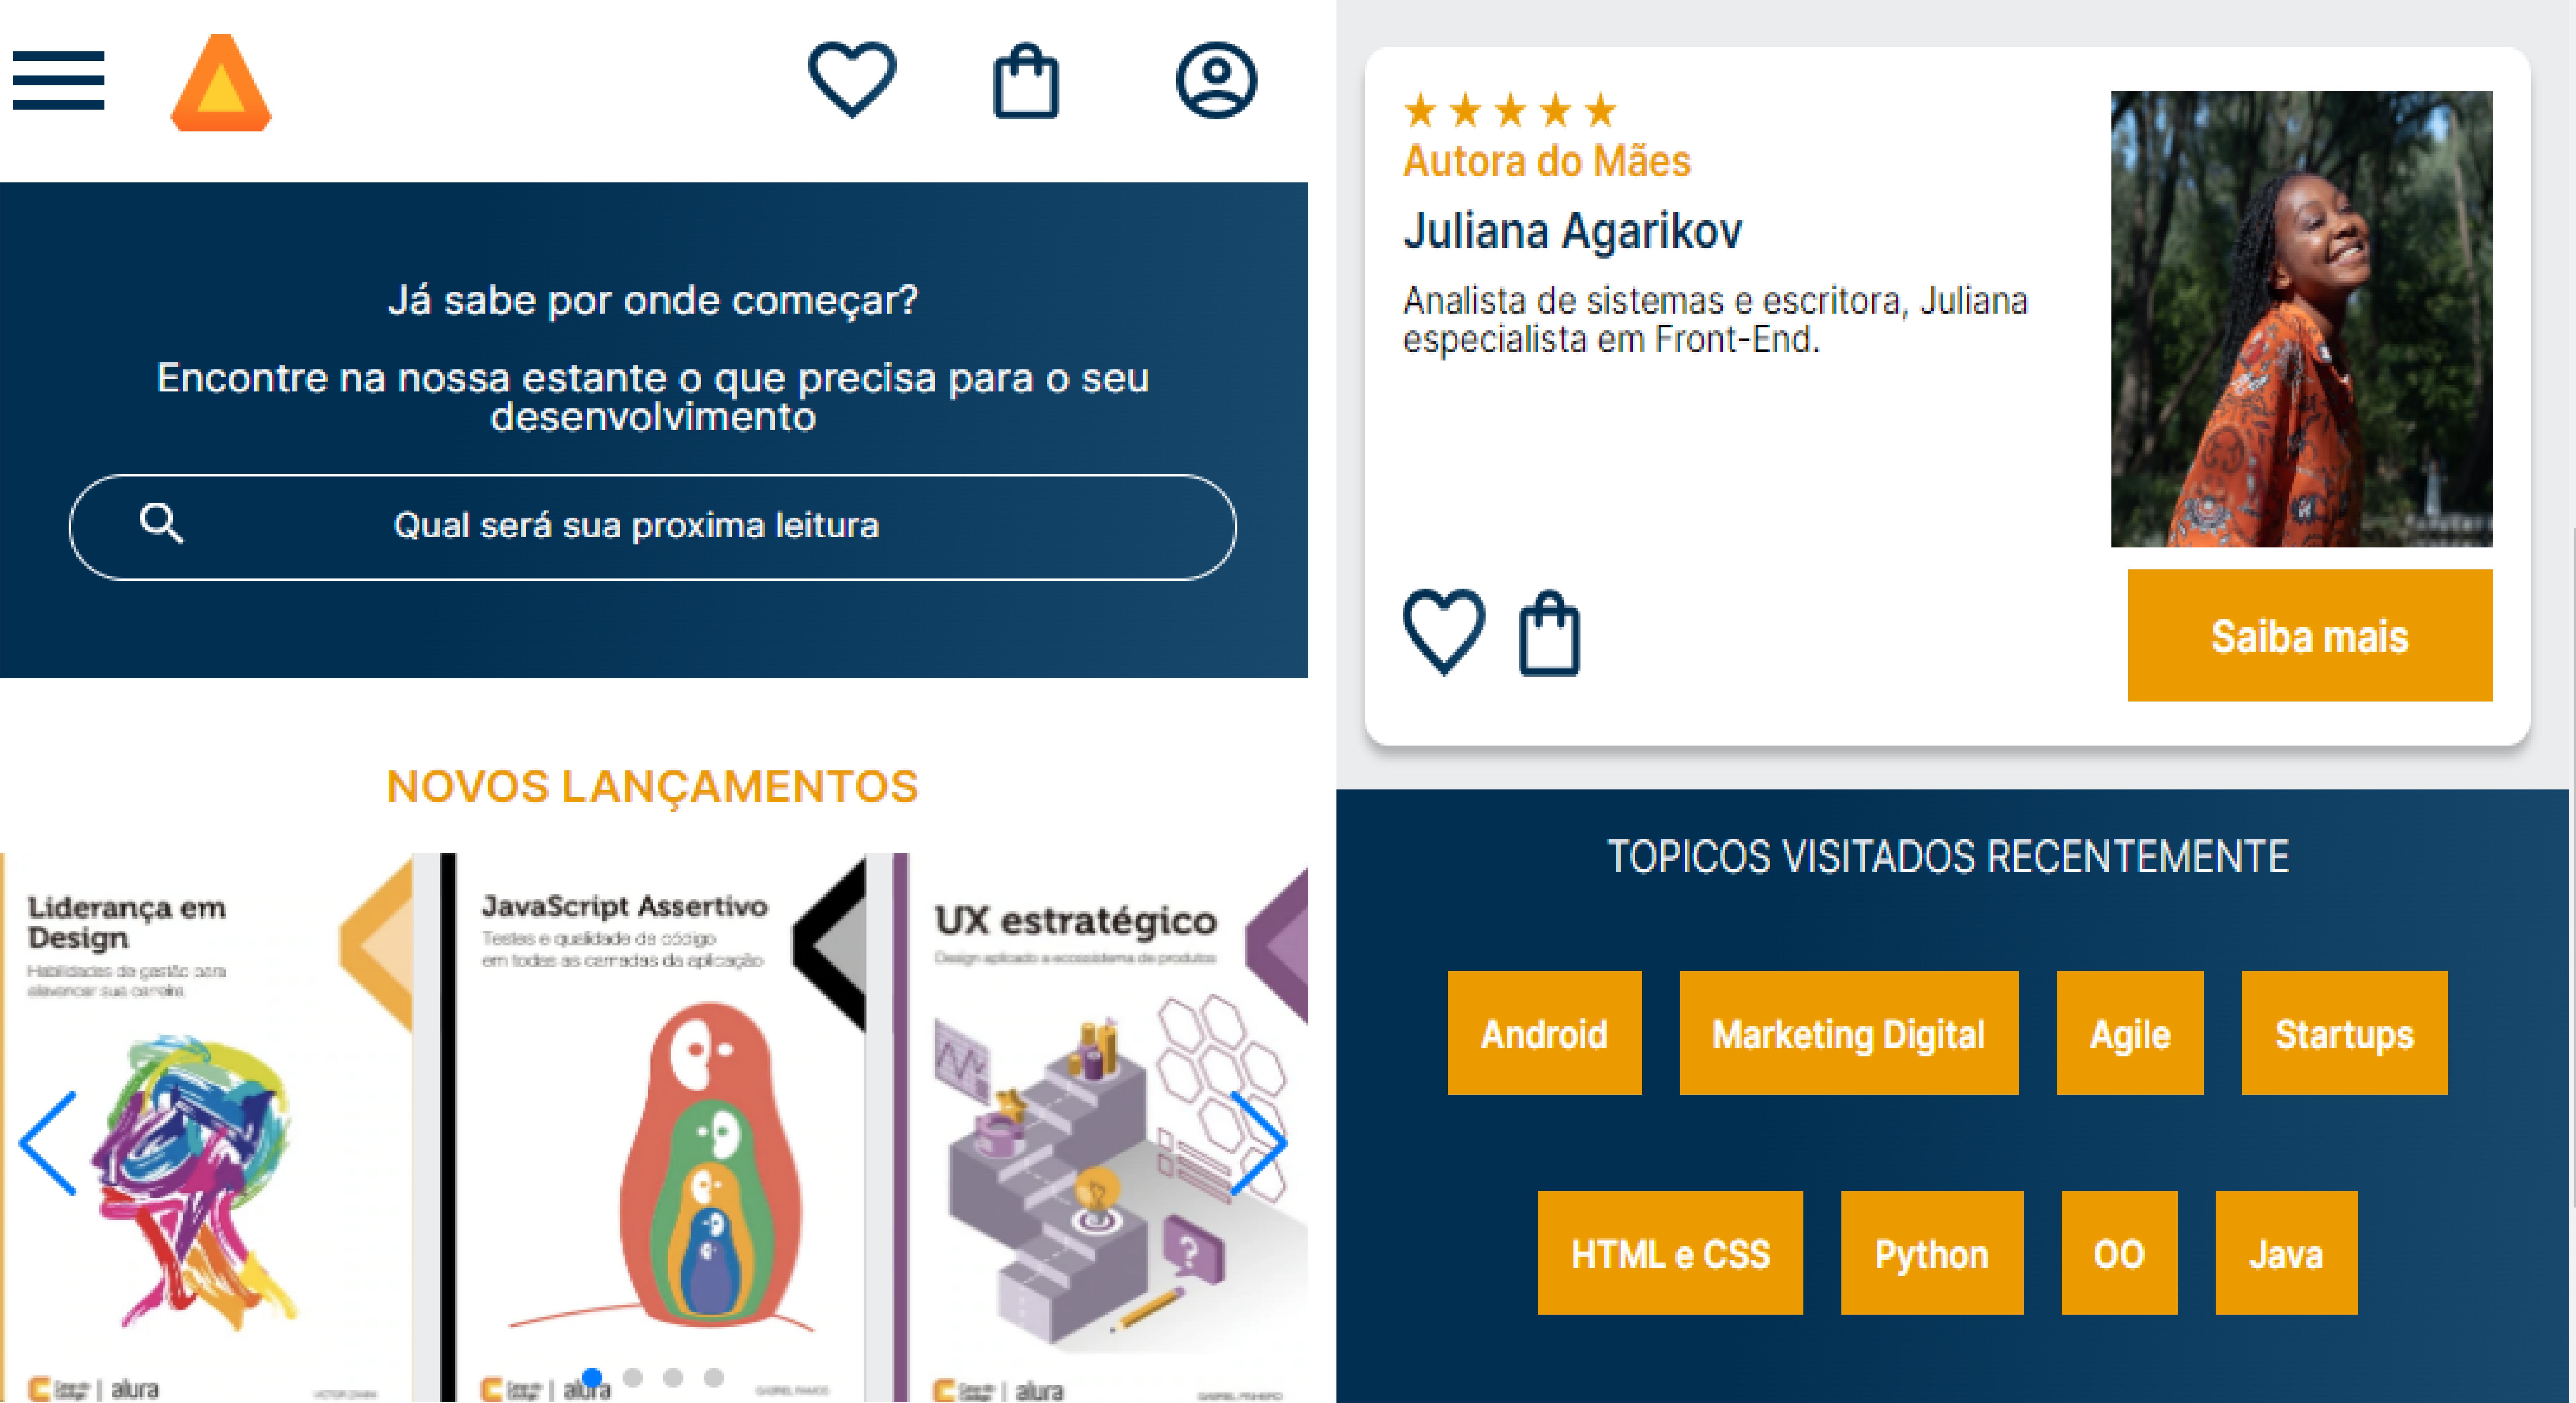 Já sabe por onde começar?
Encontre na nossa estante o que precisa para o seu
desenvolvimento
Qual será sua proxima leitura
NOVOS LANÇAMENTOS
Liderança em
Design
Habilidades de gestão para
alavancar sua carreira
alura
JavaScript Assertivo
Testes e qualidade de código
em todas as camadas da aplicação
alura
GABRIEL RAMOS
UX estratégico
Design aplicado a ecossistema de produtos
alura
GABRIEL PINHEIRO
★★★★★
Autora do Mães
Juliana Agarikov
Analista de sistemas e escritora, Juliana
especialista em Front-End.
Saiba mais
TOPICOS VISITADOS RECENTEMENTE
Android
Marketing Digital
Agile
Startups
HTML e CSS
Python
OO
Java